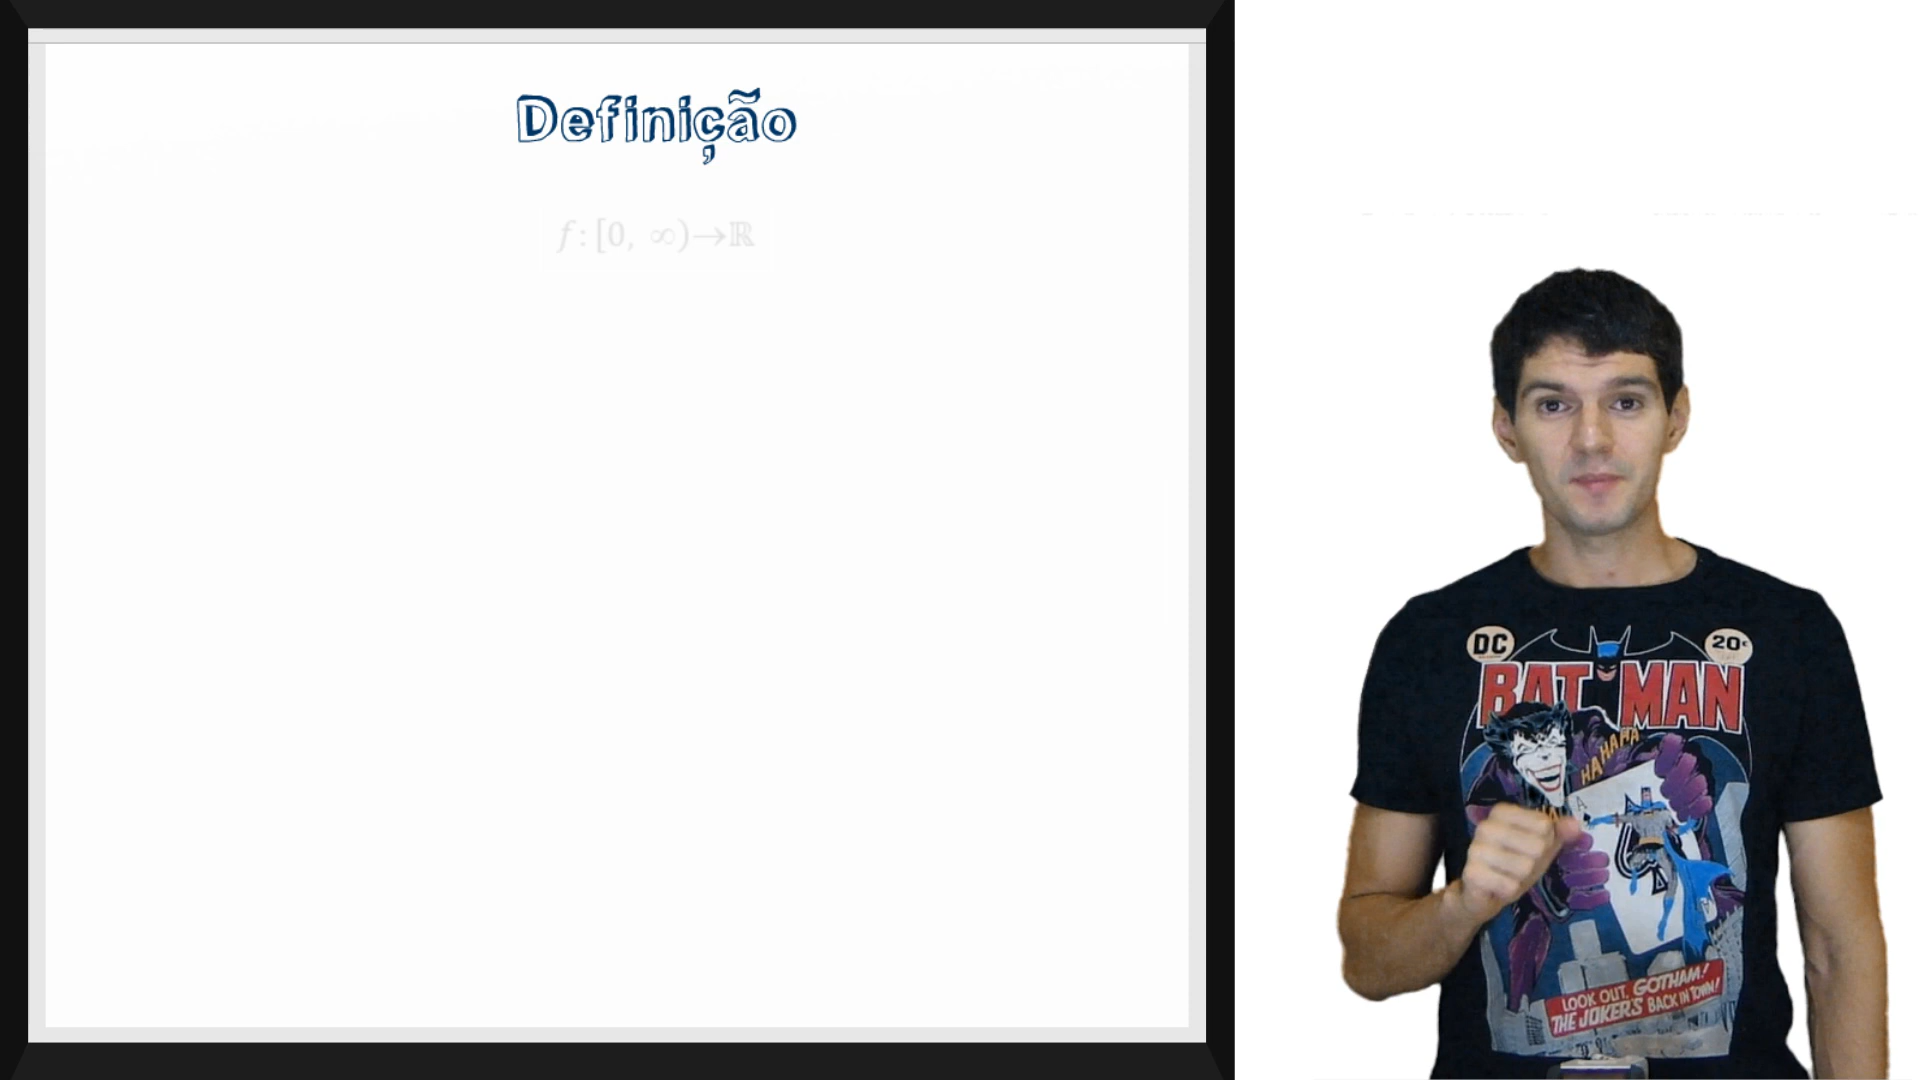 Definição
f : [0, ∞)→ℝ
DC
20¢
BATMAN
HAHAHA
A
LOOK OUT, GOTHAM!
THE JOKER'S BACK IN TOWN!